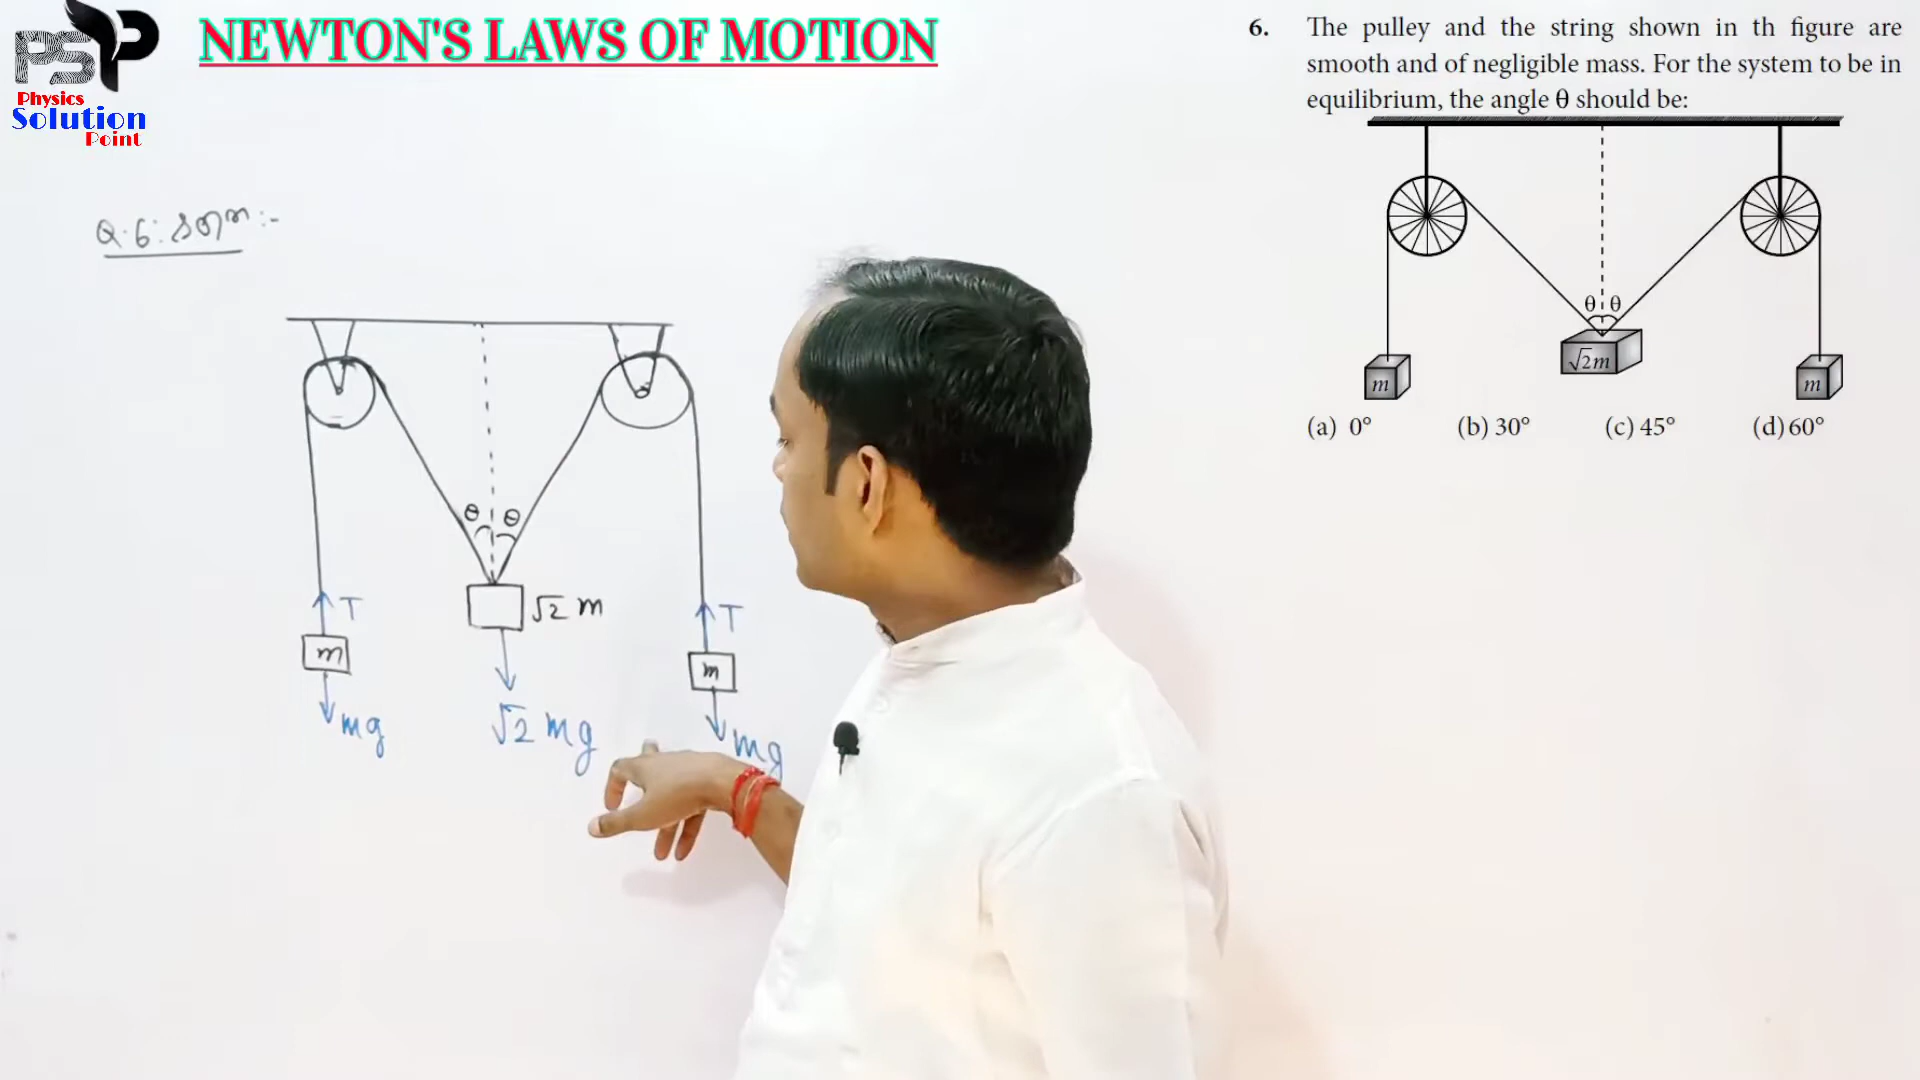 PSP
Physics
Solution
Point
NEWTON'S LAWS OF MOTION
6. The pulley and the string shown in th figure are
smooth and of negligible mass. For the system to be in
equilibrium, the angle θ should be:
θ θ
m
√2m
m
(a) 0° (b) 30° (c) 45° (d) 60°
Q.6: Solⁿ :-
θ θ
T
√2 m
T
m
m
mg
√2 mg
mg